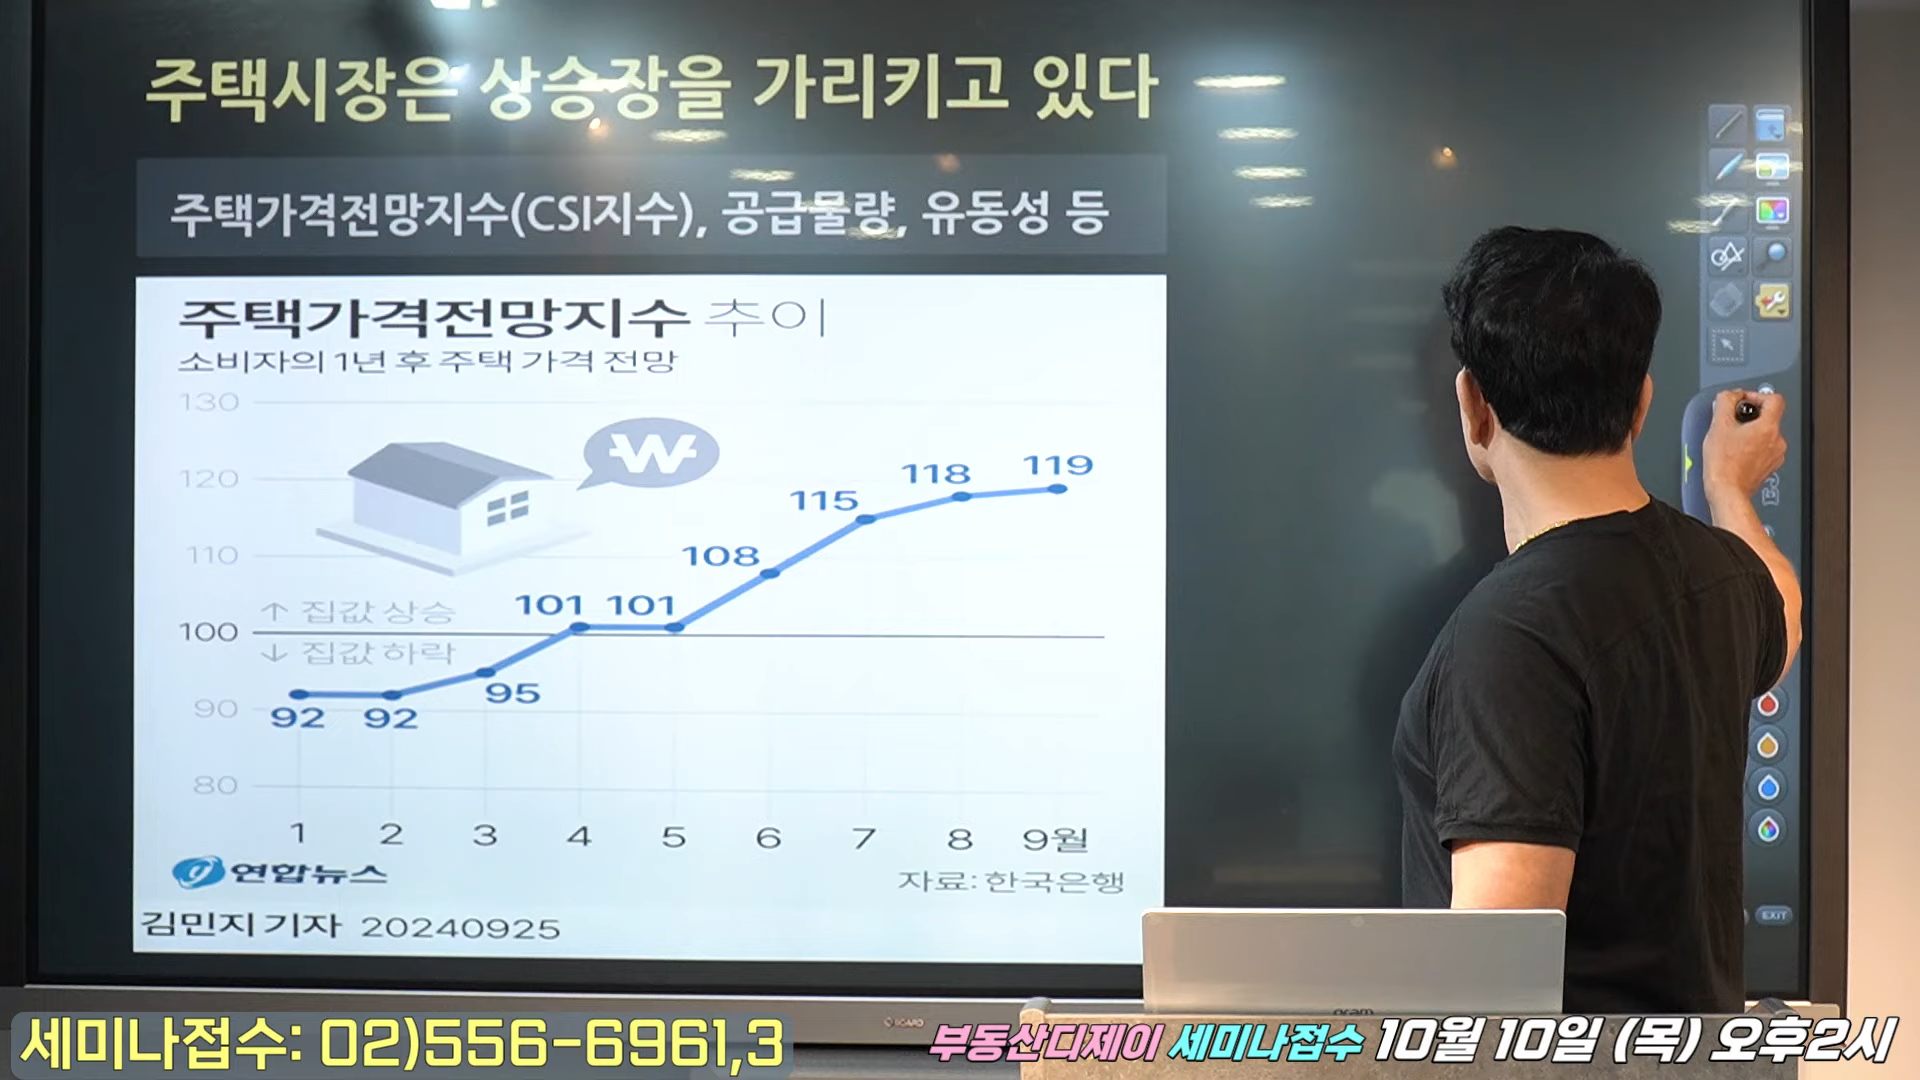 주택시장은 상승장을 가리키고 있다
주택가격전망지수(CSI지수), 공급물량, 유동성 등
주택가격전망지수 추이
소비자의 1년 후 주택 가격 전망
130
120
110
100
90
80
₩
↑ 집값 상승
↓ 집값 하락
92 92 95 101 101 108 115 118 119
1 2 3 4 5 6 7 8 9월
연합뉴스
자료: 한국은행
김민지 기자 20240925
EXIT
세미나접수: 02)556-6961,3
부동산디제이 세미나접수 10월 10일 (목) 오후2시